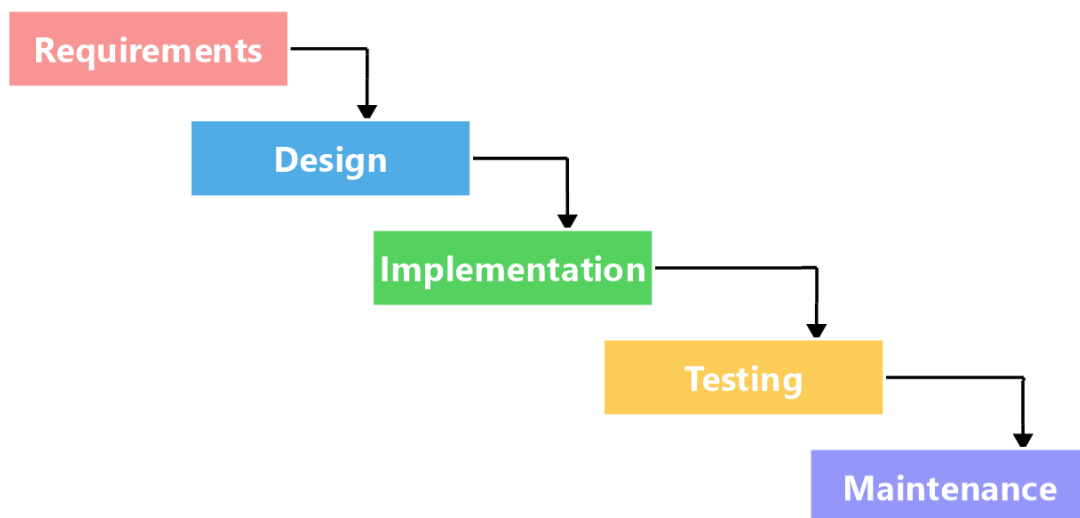 Requirements
Design
Implementation
Testing
Maintenance